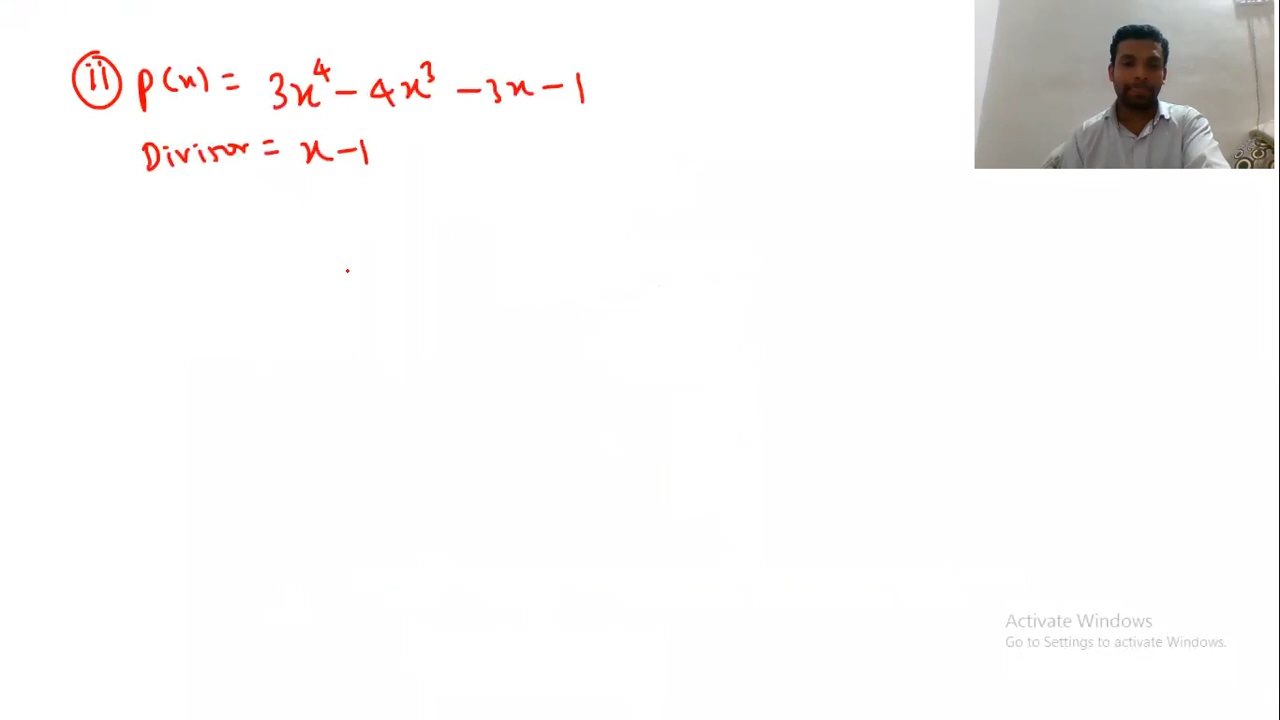 ii P(x) = 3x⁴ - 4x³ - 3x - 1
Divisor = x - 1
Activate Windows
Go to Settings to activate Windows.